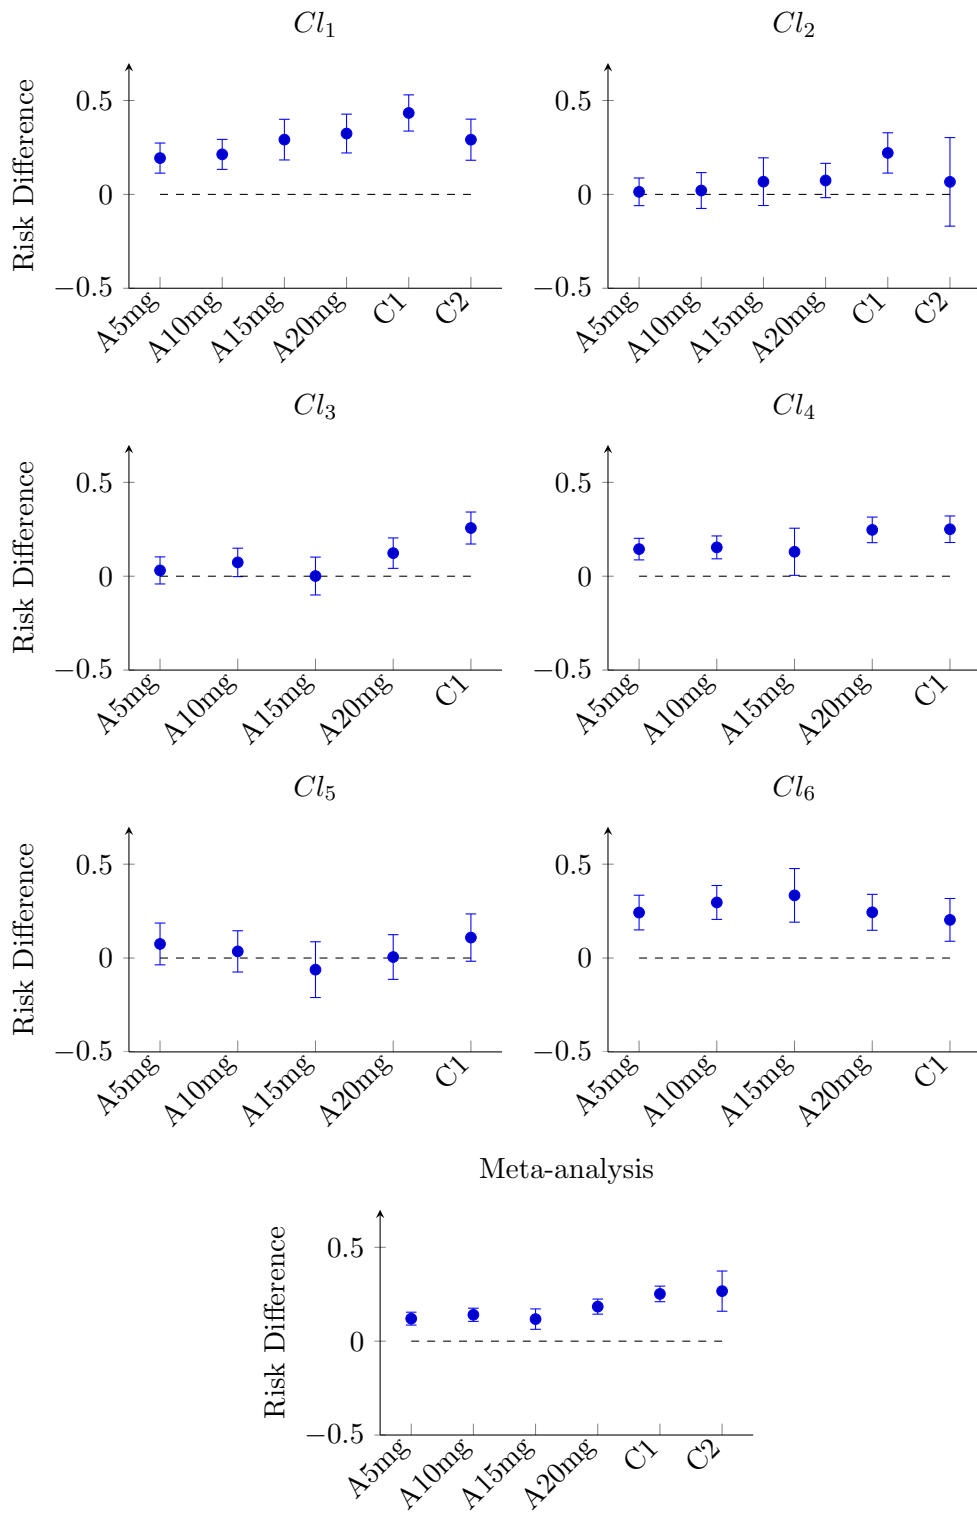 Cl1 Cl2
Risk Difference
0.5
0
−0.5
A5mg A10mg A15mg A20mg C1 C2
0.5
0
−0.5
A5mg A10mg A15mg A20mg C1 C2
Cl3 Cl4
Risk Difference
0.5
0
−0.5
A5mg A10mg A15mg A20mg C1
0.5
0
−0.5
A5mg A10mg A15mg A20mg C1
Cl5 Cl6
Risk Difference
0.5
0
−0.5
A5mg A10mg A15mg A20mg C1
0.5
0
−0.5
A5mg A10mg A15mg A20mg C1
Meta-analysis
Risk Difference
0.5
0
−0.5
A5mg A10mg A15mg A20mg C1 C2